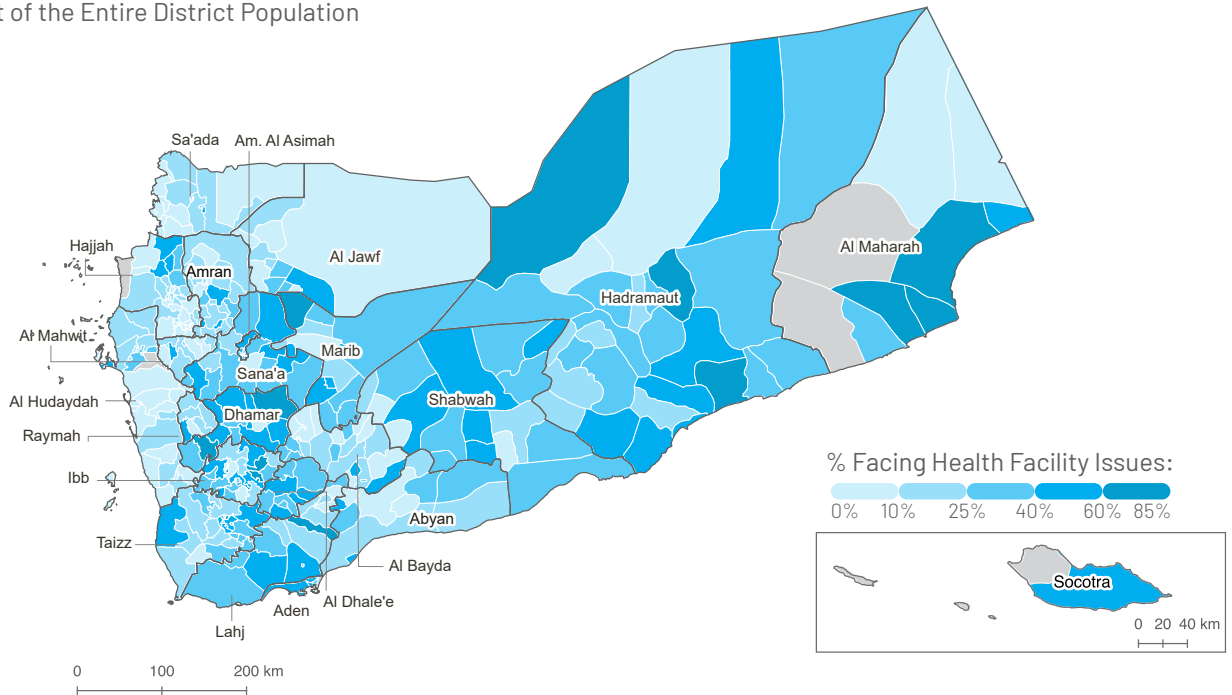 of the Entire District Population
Sa'ada
Am. Al Asimah
Hajjah
Amran
Al Jawf
Al Maharah
Hadramaut
Al Mahwit
Marib
Sana'a
Al Hudaydah
Shabwah
Dhamar
Raymah
% Facing Health Facility Issues:
Ibb
0% 10% 25% 40% 60% 85%
Abyan
Taizz
Al Bayda
Socotra
Al Dhale'e
Aden
0 20 40 km
Lahj
0 100 200 km